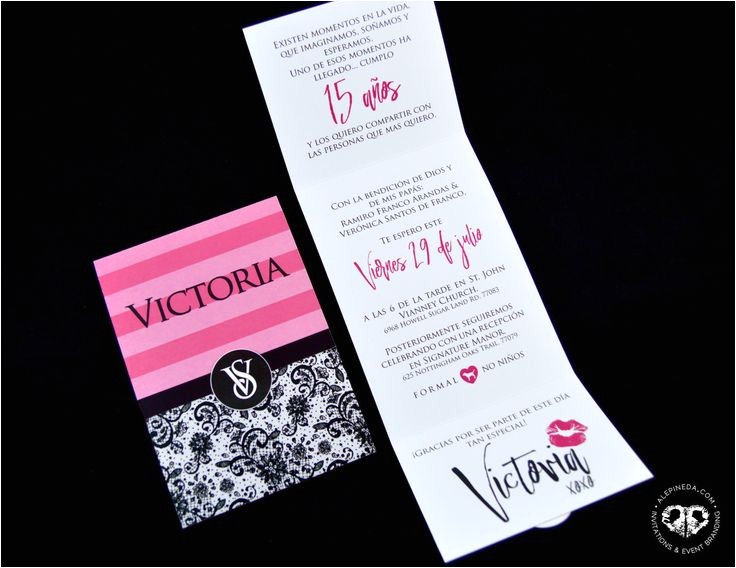 VICTORIA
VS
EXISTEN MOMENTOS EN LA VIDA,
QUE IMAGINAMOS, SOÑAMOS Y
ESPERAMOS.
UNO DE ESOS MOMENTOS HA
LLEGADO... CUMPLO
15 años
Y LOS QUIERO COMPARTIR CON
LAS PERSONAS QUE MAS QUIERO.
CON LA BENDICIÓN DE DIOS Y
DE MIS PAPÁS:
RAMIRO FRANCO ARANDAS &
VERÓNICA SANTOS DE FRANCO,
TE ESPERO ESTE
Viernes 29 de julio
A LAS 6 DE LA TARDE EN ST. JOHN
VIANNEY CHURCH.
6968 HOWELL SUGAR LAND RD. 77083
POSTERIORMENTE SEGUIREMOS
CELEBRANDO CON UNA RECEPCIÓN
EN SIGNATURE MANOR.
625 NOTTINGHAM OAKS TRAIL. 77079
FORMAL NO NIÑOS
¡GRACIAS POR SER PARTE DE ESTE DÍA
TAN ESPECIAL!
Victoria
xoxo
• ALEPINEDA.COM •
INVITATIONS & EVENT BRANDING